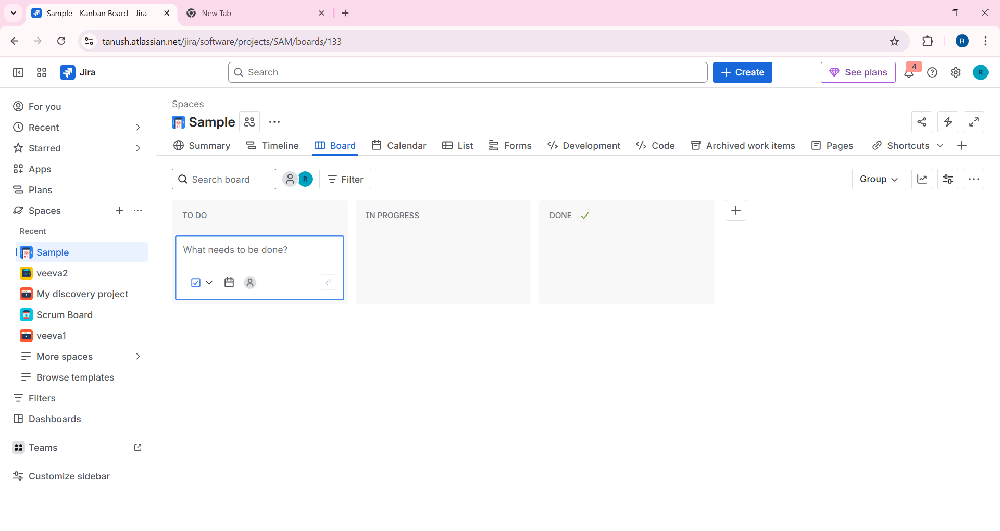 Sample - Kanban Board - Jira
New Tab
tanush.atlassian.net/jira/software/projects/SAM/boards/133
R
Jira
Search
Create
See plans
4
R
For you
Recent
Starred
Apps
Plans
Spaces
Recent
Sample
veeva2
My discovery project
Scrum Board
veeva1
More spaces
Browse templates
Filters
Dashboards
Teams
Customize sidebar
Spaces
Sample
Summary
Timeline
Board
Calendar
List
Forms
Development
Code
Archived work items
Pages
Shortcuts
Search board
R
Filter
Group
TO DO
IN PROGRESS
DONE
What needs to be done?